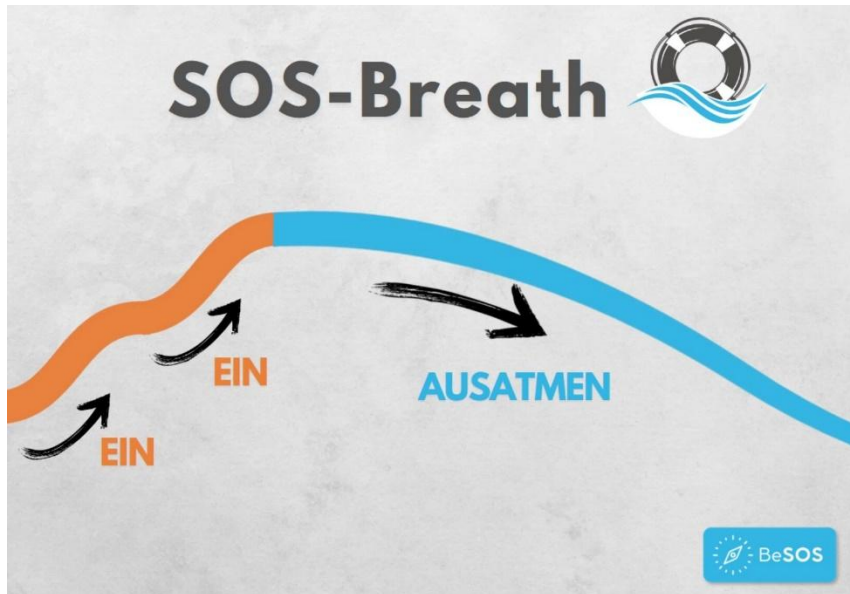 SOS-Breath
EIN
EIN
AUSATMEN
BeSOS